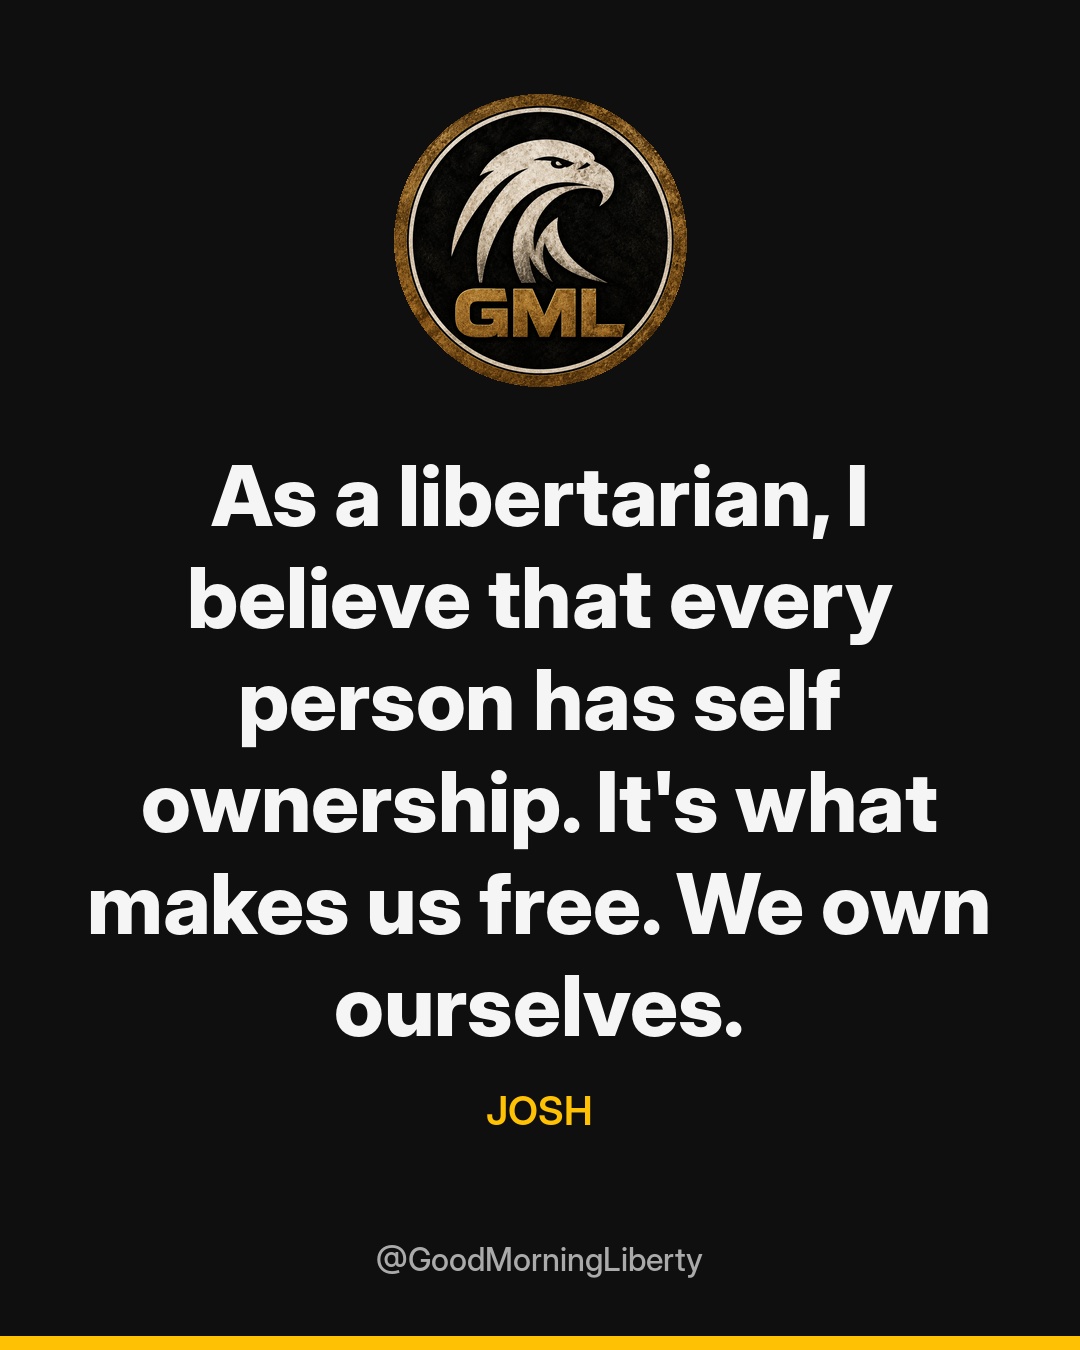 GML
As a libertarian, I
believe that every
person has self
ownership. It's what
makes us free. We own
ourselves.
JOSH
@GoodMorningLiberty